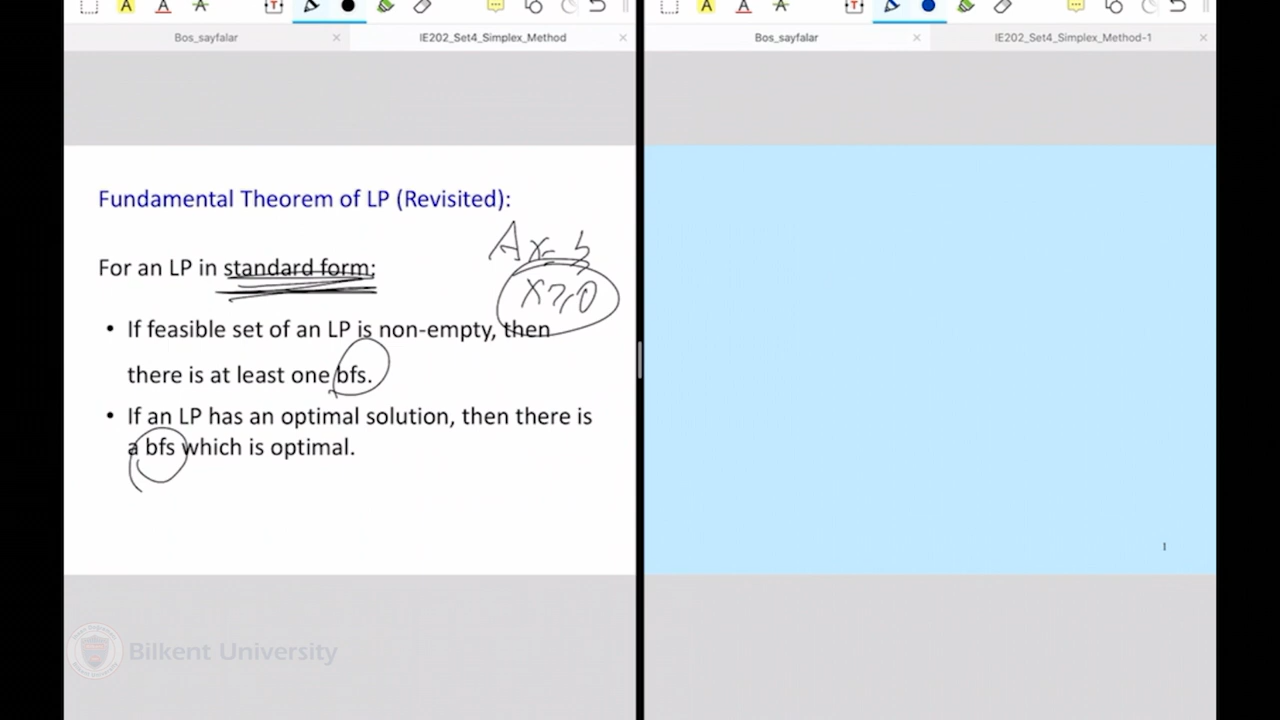 Bos_sayfalar
IE202_Set4_Simplex_Method
Bos_sayfalar
IE202_Set4_Simplex_Method-1
Fundamental Theorem of LP (Revisited):
Ax=b
For an LP in standard form;
x≥0
• If feasible set of an LP is non-empty, then
there is at least one bfs.
• If an LP has an optimal solution, then there is
a bfs which is optimal.
1
Bilkent University